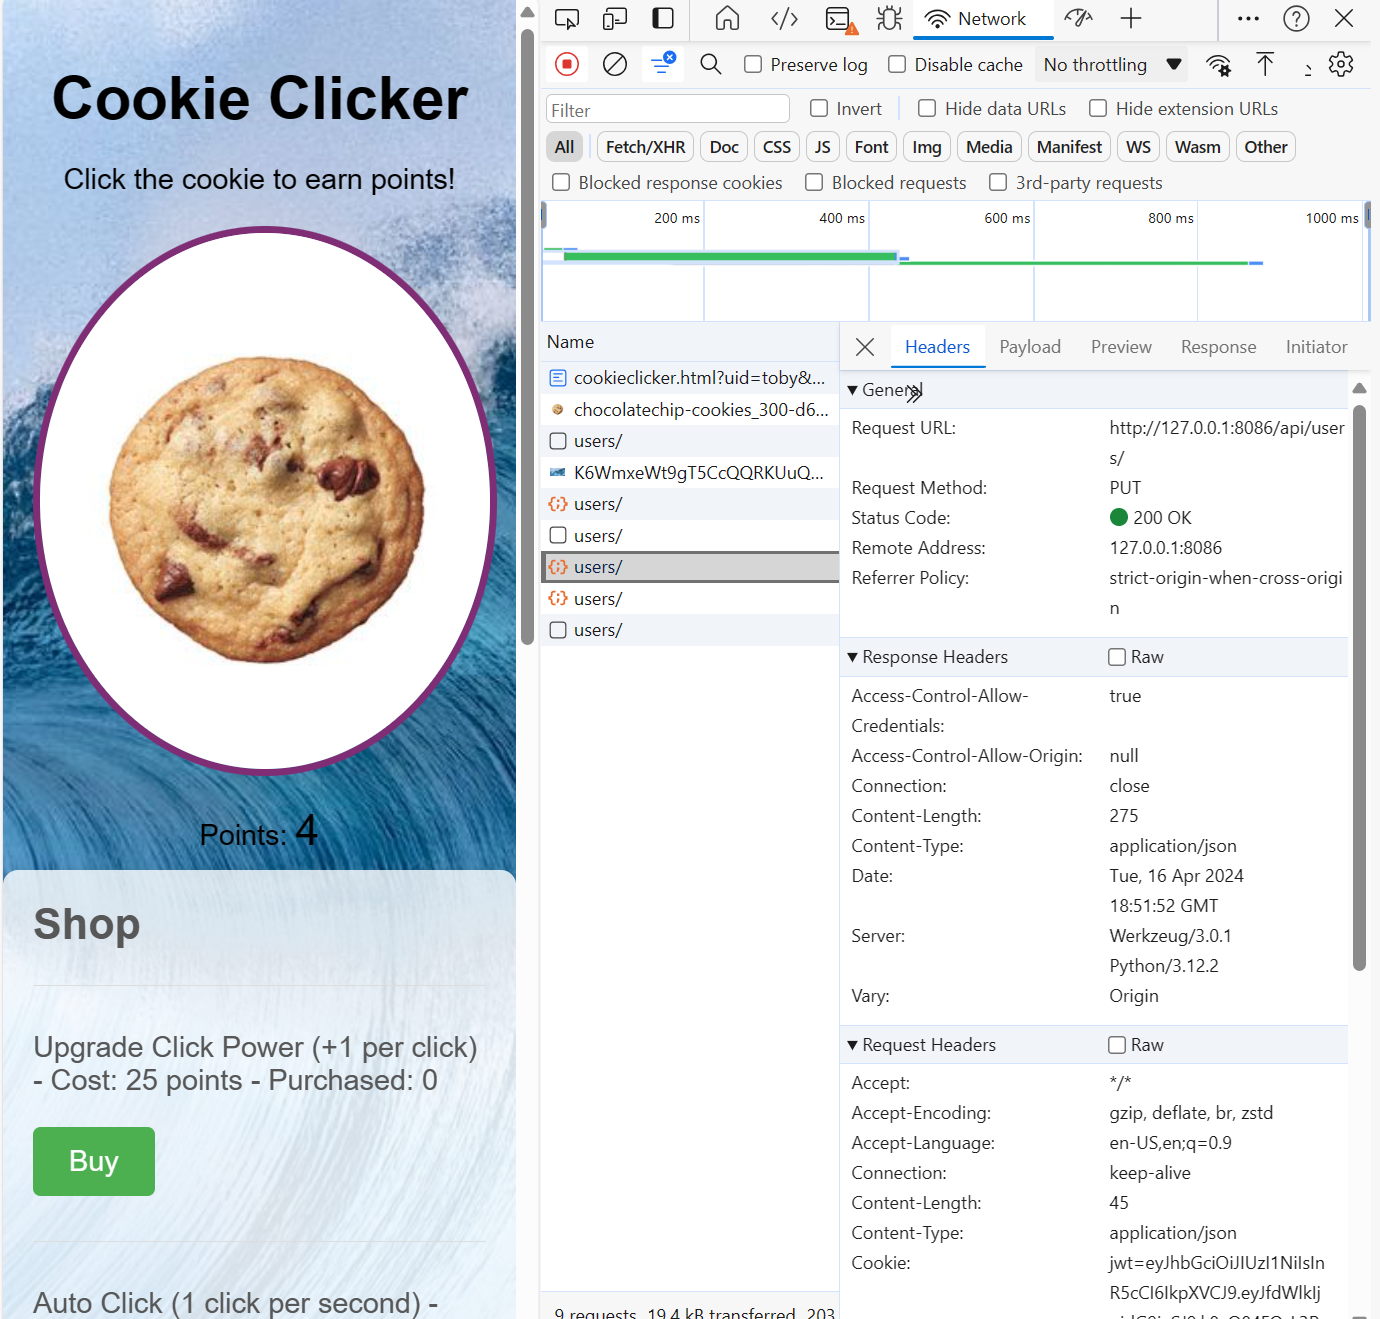 Cookie Clicker
Click the cookie to earn points!
Points: 4
Shop
Upgrade Click Power (+1 per click)
- Cost: 25 points - Purchased: 0
Buy
Auto Click (1 click per second) -
Network
Preserve log
Disable cache
No throttling
Filter
Invert
Hide data URLs
Hide extension URLs
All
Fetch/XHR
Doc
CSS
JS
Font
Img
Media
Manifest
WS
Wasm
Other
Blocked response cookies
Blocked requests
3rd-party requests
200 ms
400 ms
600 ms
800 ms
1000 ms
Name
cookieclicker.html?uid=toby&...
chocolatechip-cookies_300-d6...
users/
K6WmxeWt9gT5CcQQRKUuQ...
users/
users/
users/
users/
users/
9 requests 19.4 kB transferred 203
Headers
Payload
Preview
Response
Initiator
General
Request URL: http://127.0.0.1:8086/api/user
s/
Request Method: PUT
Status Code: 200 OK
Remote Address: 127.0.0.1:8086
Referrer Policy: strict-origin-when-cross-origi
n
Response Headers Raw
Access-Control-Allow- true
Credentials:
Access-Control-Allow-Origin: null
Connection: close
Content-Length: 275
Content-Type: application/json
Date: Tue, 16 Apr 2024
18:51:52 GMT
Server: Werkzeug/3.0.1
Python/3.12.2
Vary: Origin
Request Headers Raw
Accept: */*
Accept-Encoding: gzip, deflate, br, zstd
Accept-Language: en-US,en;q=0.9
Connection: keep-alive
Content-Length: 45
Content-Type: application/json
Cookie: jwt=eyJhbGciOiJIUzI1NiIsIn
R5cCI6IkpXVCJ9.eyJfdWlkIj